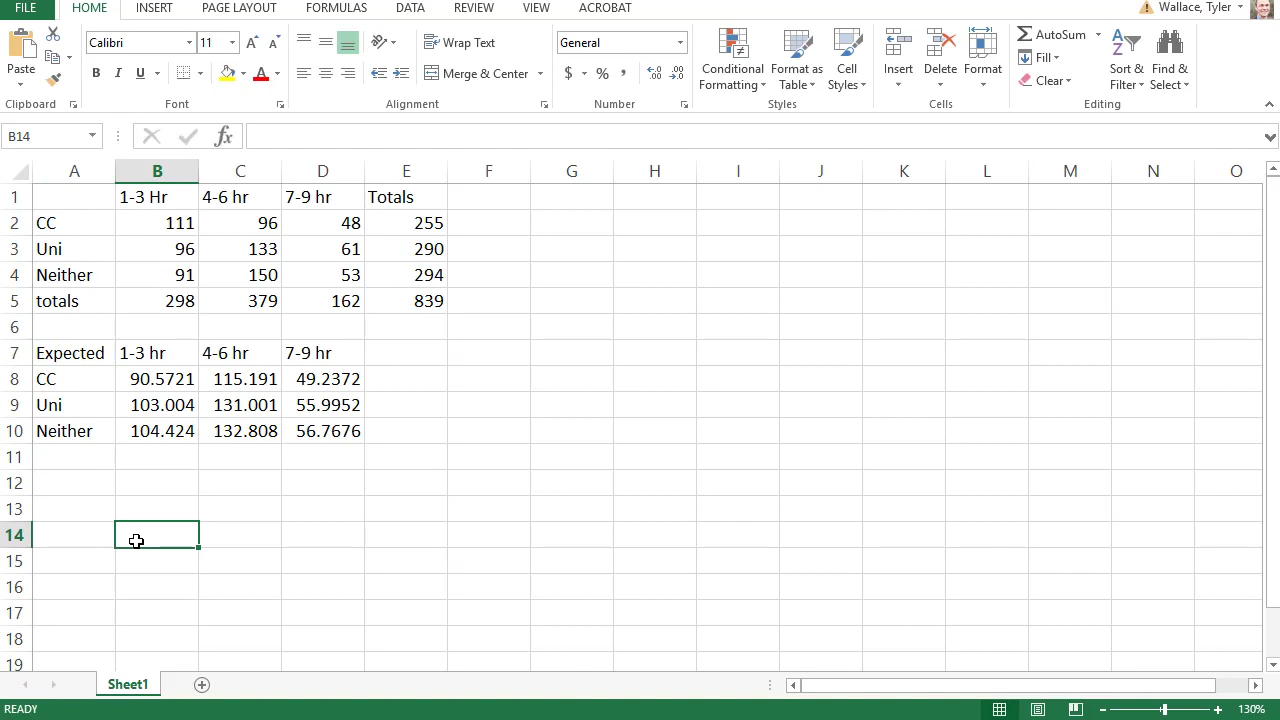 FILE HOME INSERT PAGE LAYOUT FORMULAS DATA REVIEW VIEW ACROBAT Wallace, Tyler
Calibri 11 Wrap Text General AutoSum
Paste B I U Merge & Center $ % , Conditional Formatting Format as Table Cell Styles Insert Delete Format Fill Clear Sort & Filter Find & Select
Clipboard Font Alignment Number Styles Cells Editing
B14 fx
A B C D E F G H I J K L M N O
1 1-3 Hr 4-6 hr 7-9 hr Totals
2 CC 111 96 48 255
3 Uni 96 133 61 290
4 Neither 91 150 53 294
5 totals 298 379 162 839
6
7 Expected 1-3 hr 4-6 hr 7-9 hr
8 CC 90.5721 115.191 49.2372
9 Uni 103.004 131.001 55.9952
10 Neither 104.424 132.808 56.7676
11
12
13
14
15
16
17
18
19
Sheet1
READY 130%